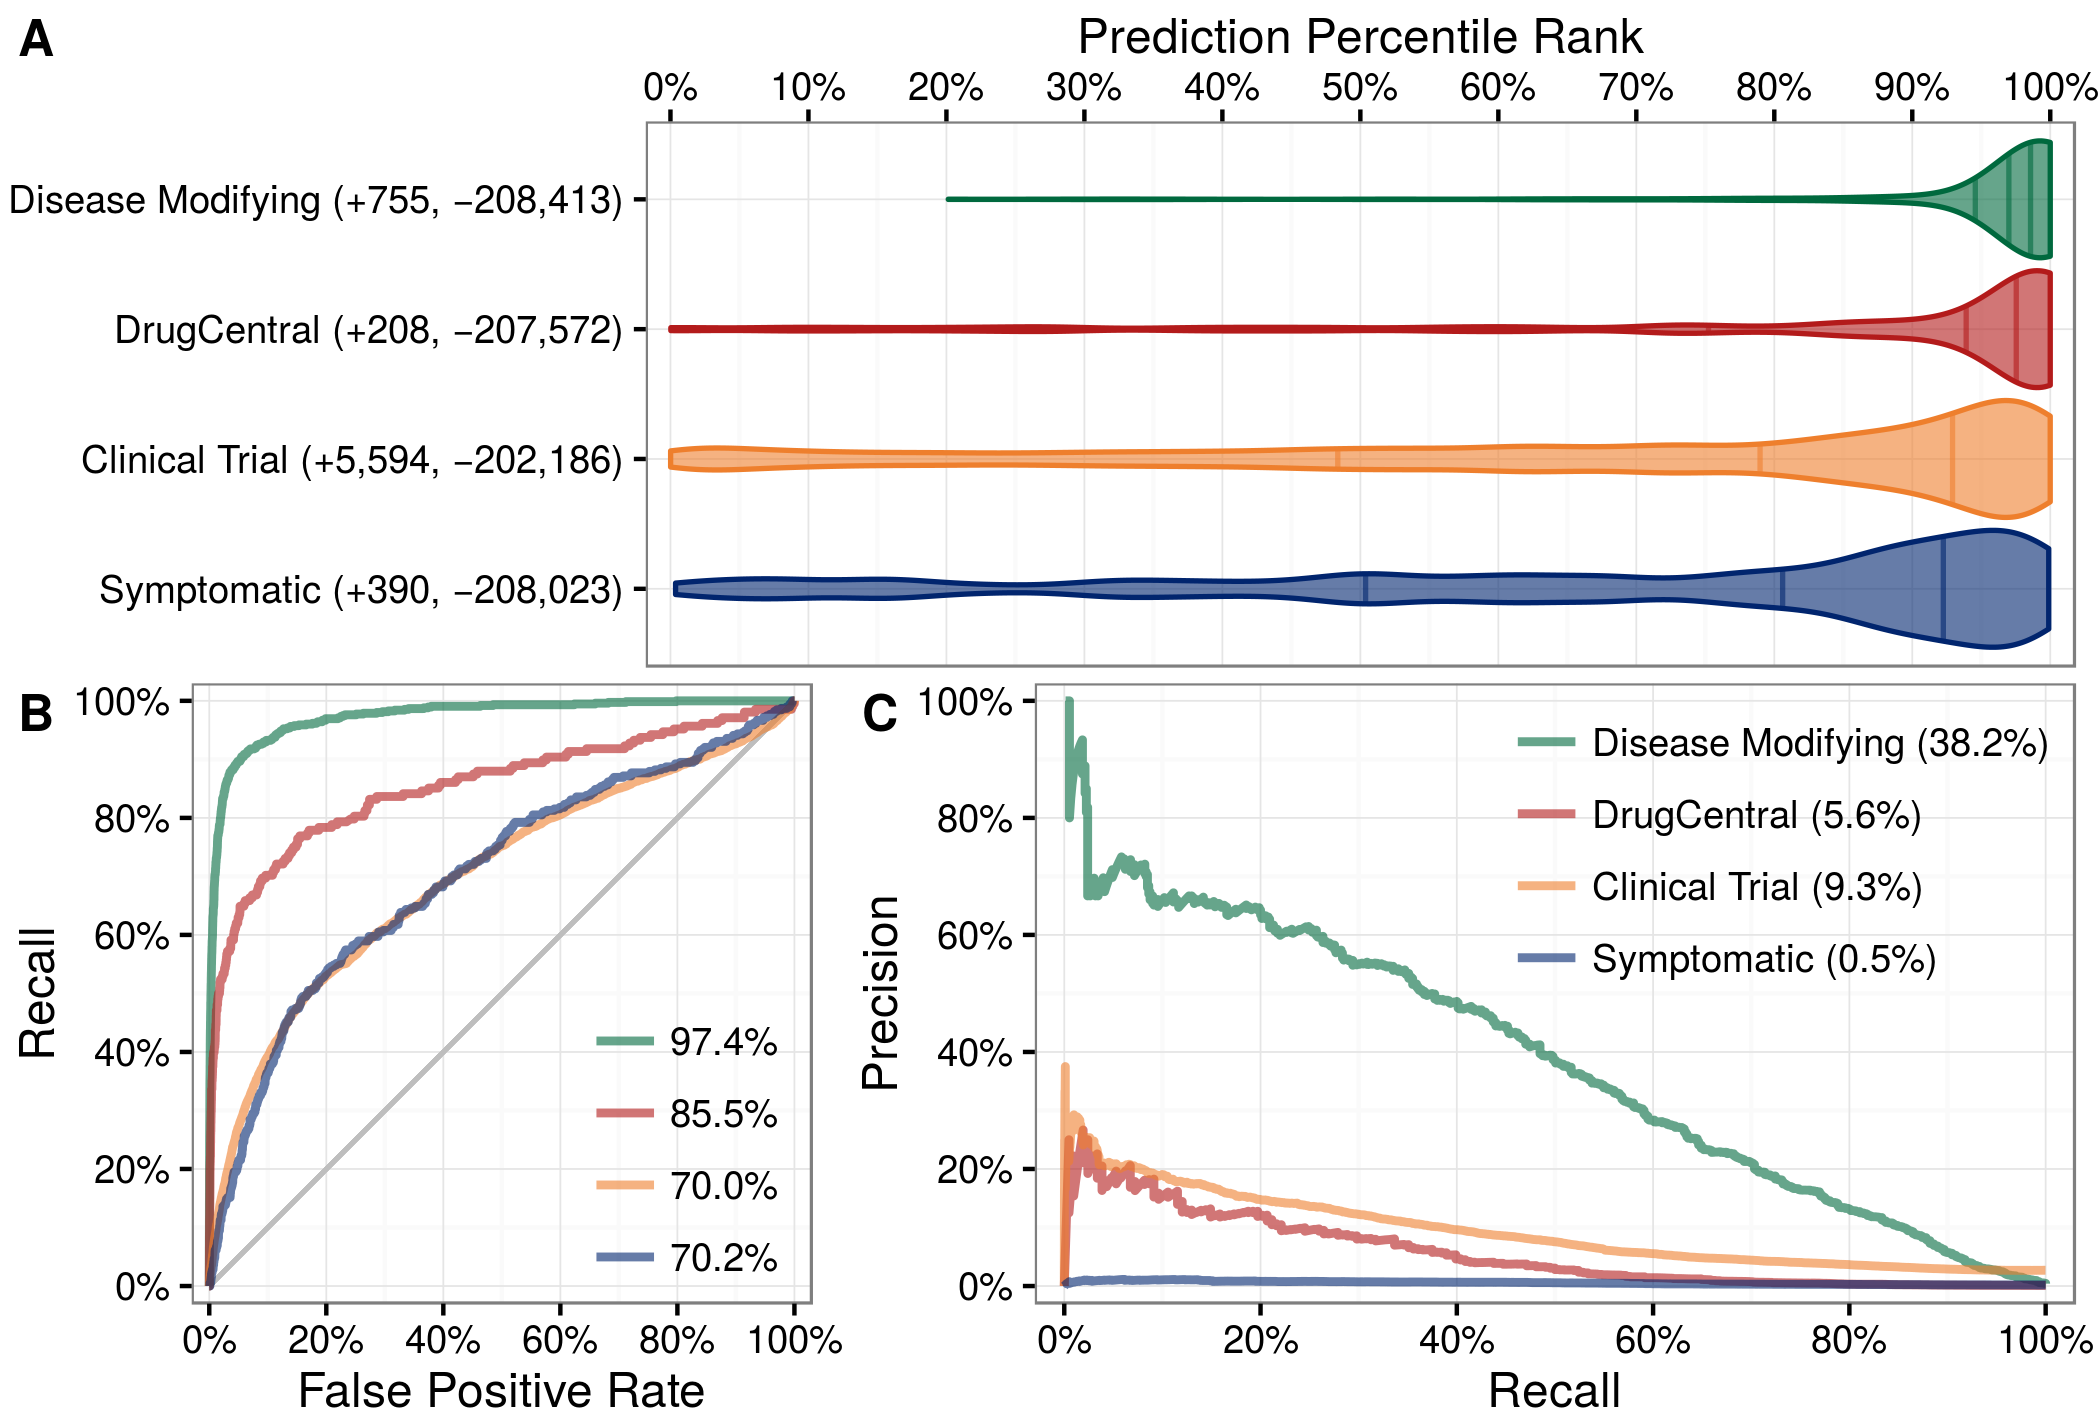 A
Prediction Percentile Rank
0% 10% 20% 30% 40% 50% 60% 70% 80% 90% 100%
Disease Modifying (+755, −208,413)
DrugCentral (+208, −207,572)
Clinical Trial (+5,594, −202,186)
Symptomatic (+390, −208,023)
B
Recall
100%
80%
60%
40%
20%
0%
97.4%
85.5%
70.0%
70.2%
0% 20% 40% 60% 80% 100%
False Positive Rate
C
Precision
100%
80%
60%
40%
20%
0%
Disease Modifying (38.2%)
DrugCentral (5.6%)
Clinical Trial (9.3%)
Symptomatic (0.5%)
0% 20% 40% 60% 80% 100%
Recall